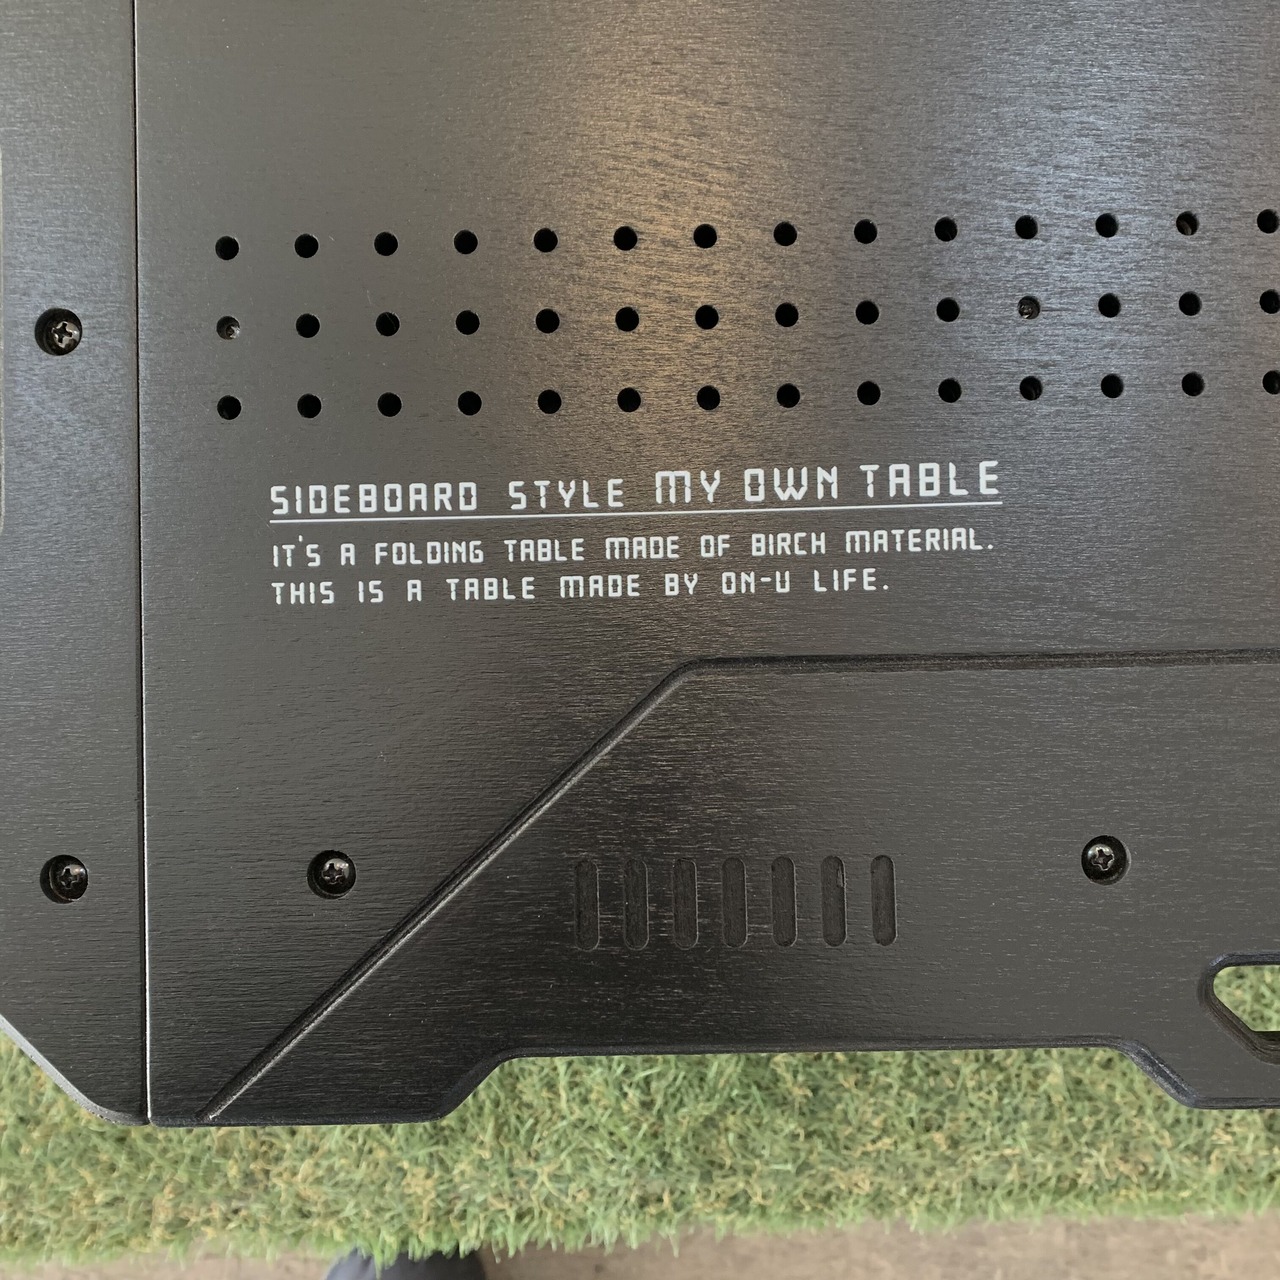 SIDEBOARD STYLE MY OWN TABLE
IT'S A FOLDING TABLE MADE OF BIRCH MATERIAL.
THIS IS A TABLE MADE BY ON-U LIFE.